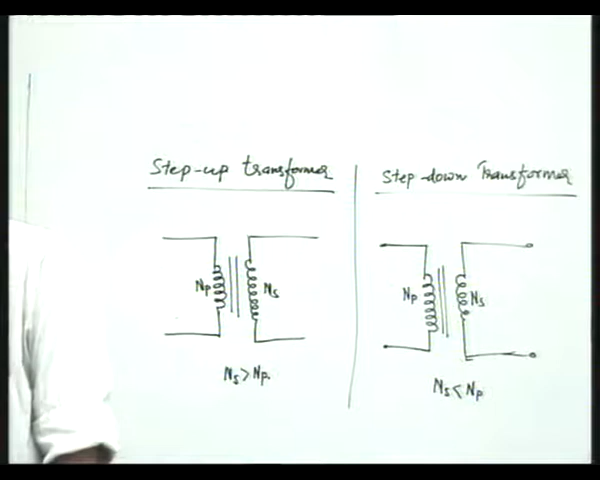 Step-up transformer
Np Ns
Ns > Np.
Step-down Transformer
Np Ns
Ns < Np